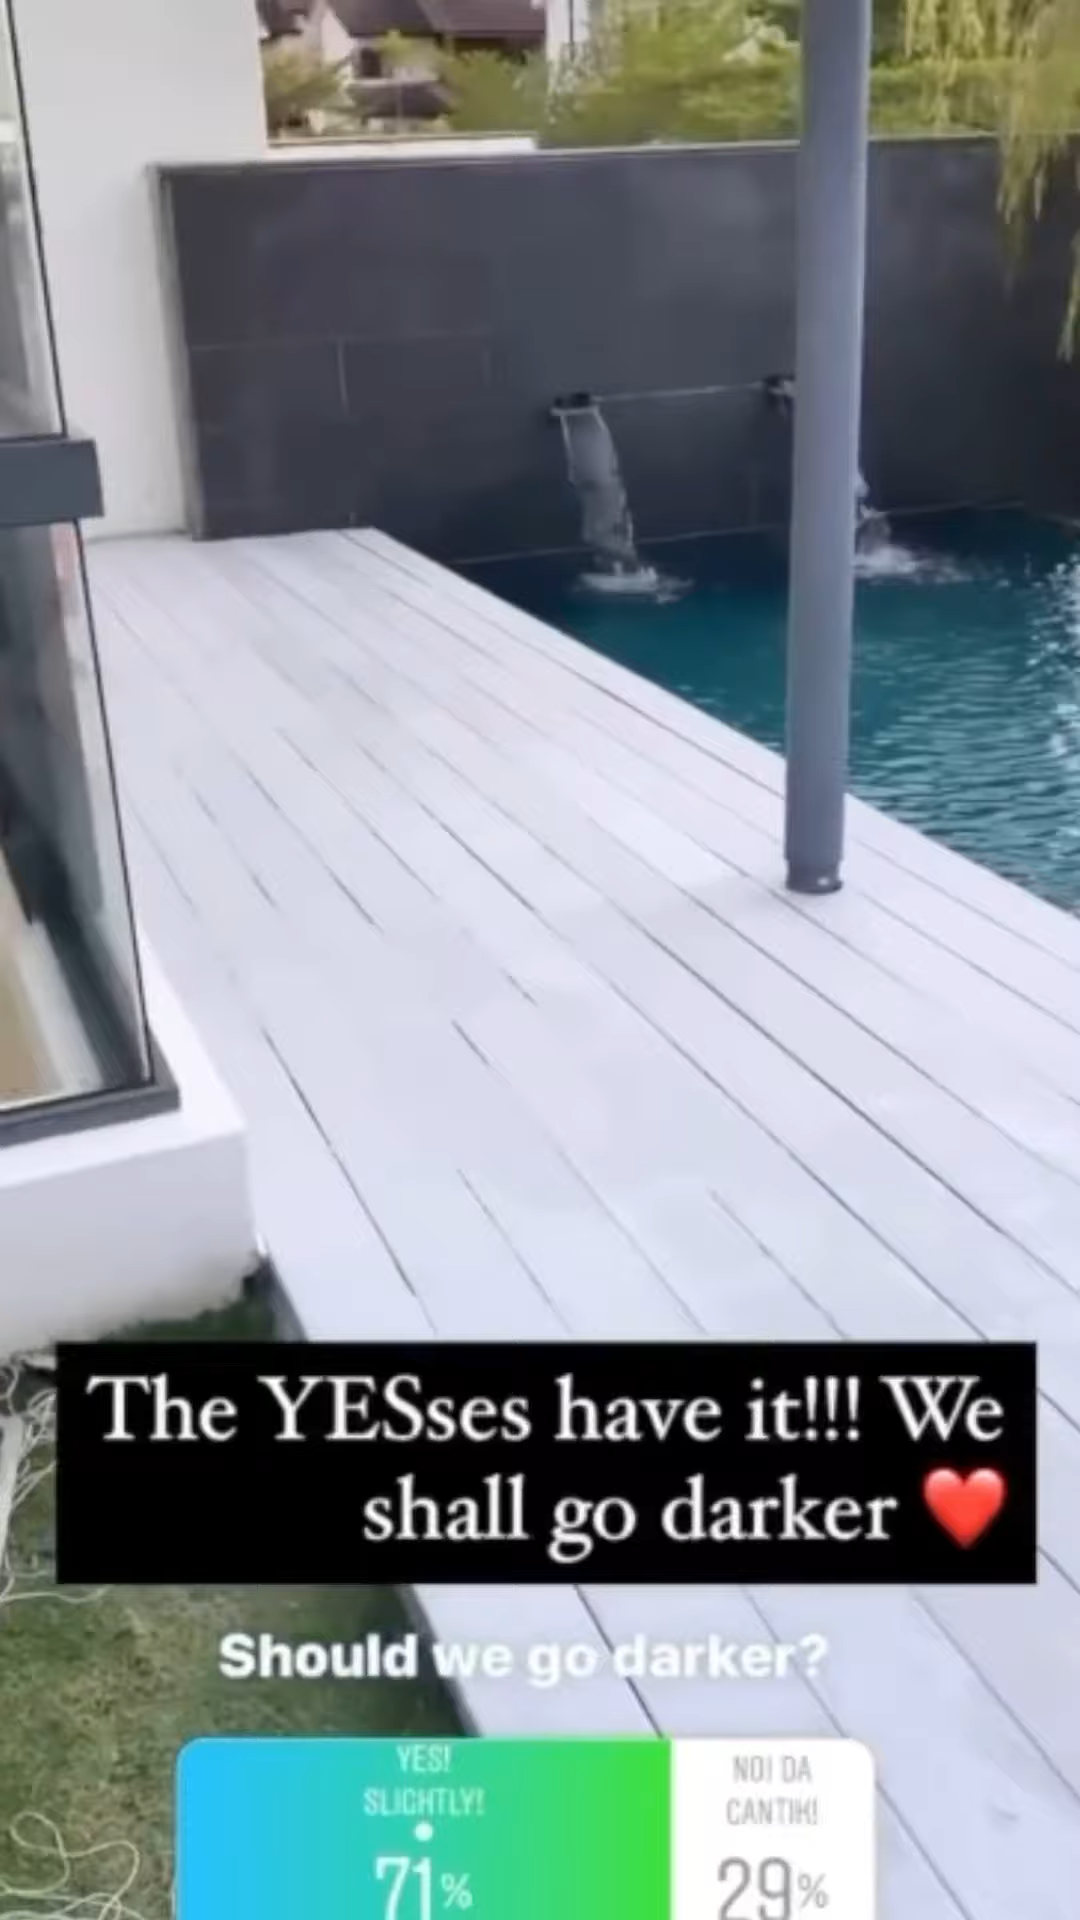 The YESses have it!!! We
shall go darker ❤️
Should we go darker?
YES!
SLIGHTLY!
71%
NO! DA
CANTIK!
29%